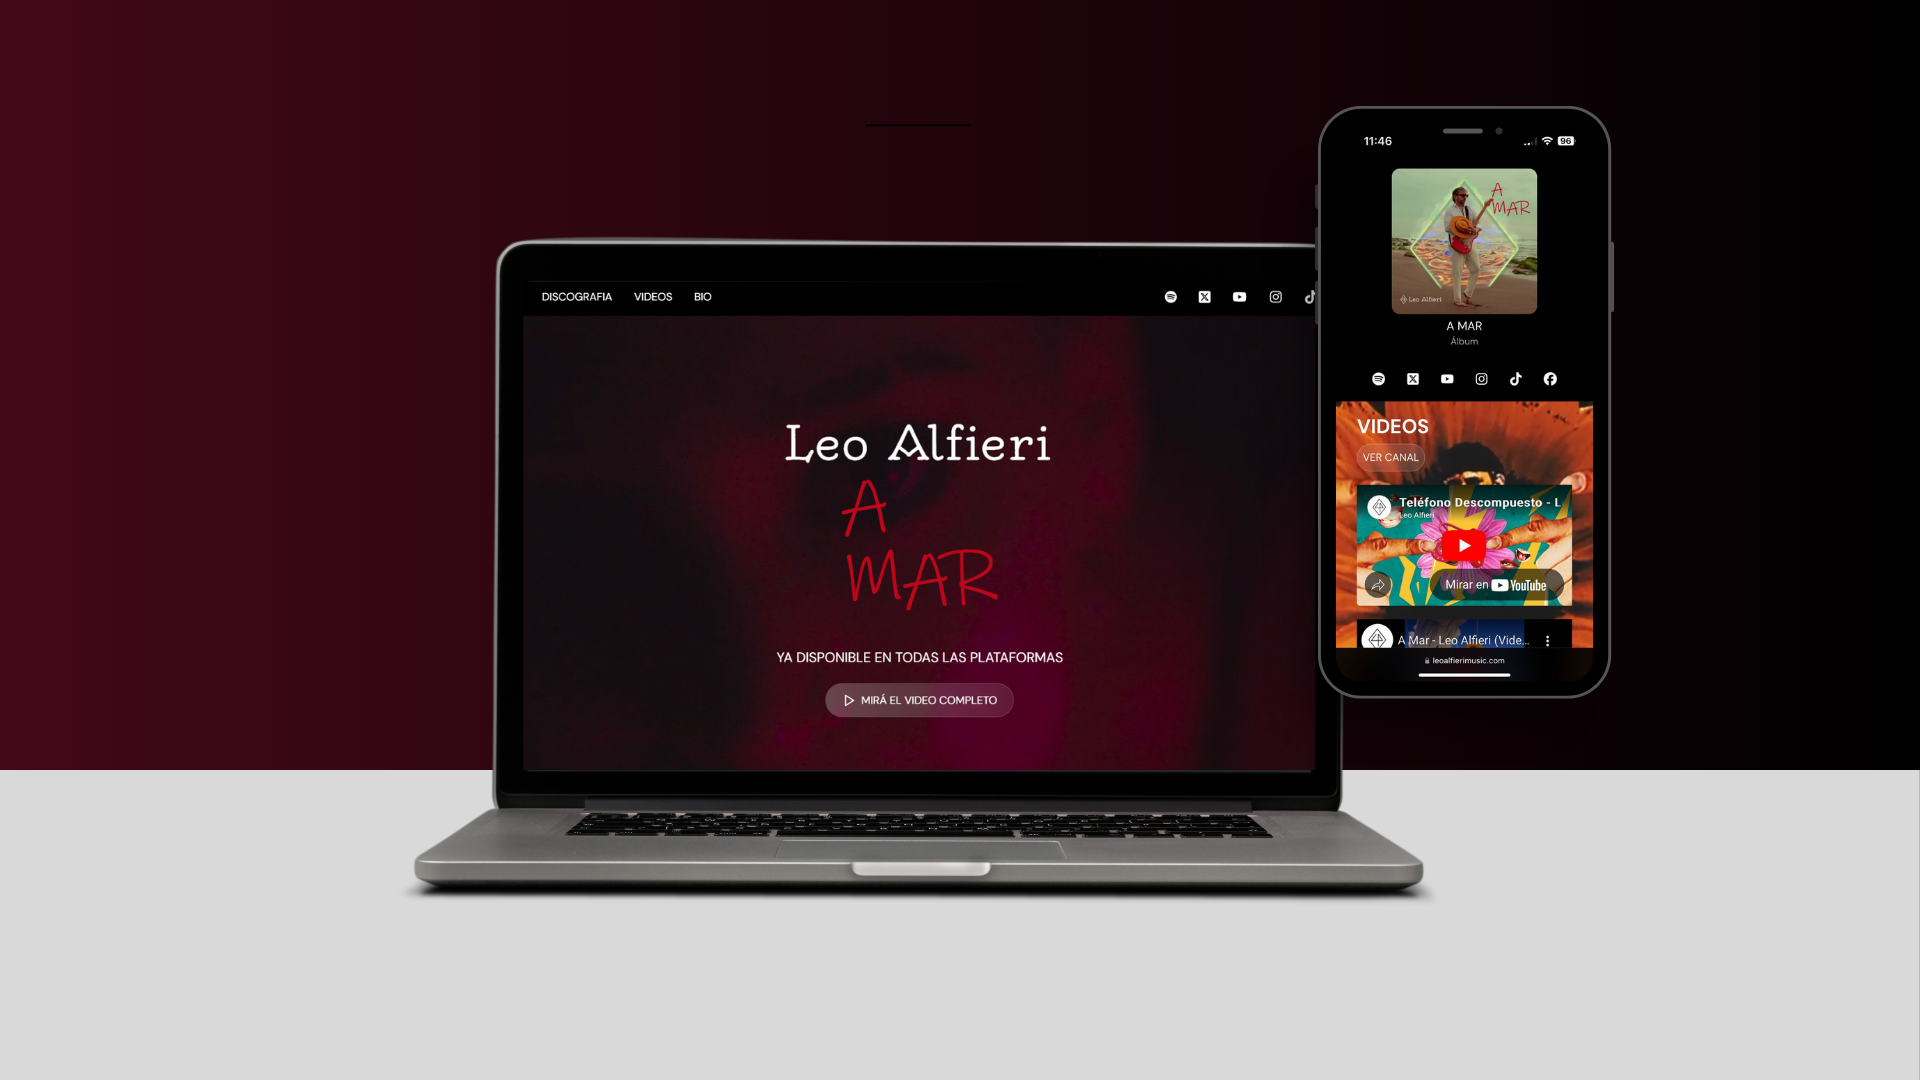 DISCOGRAFIA VIDEOS BIO
Leo Alfieri
A
MAR
YA DISPONIBLE EN TODAS LAS PLATAFORMAS
MIRÁ EL VIDEO COMPLETO
11:46
96
A
MAR
Leo Alfieri
A MAR
Álbum
VIDEOS
VER CANAL
Teléfono Descompuesto - L
Leo Alfieri
Mirar en YouTube
A Mar - Leo Alfieri (Vide...
leoalfierimusic.com